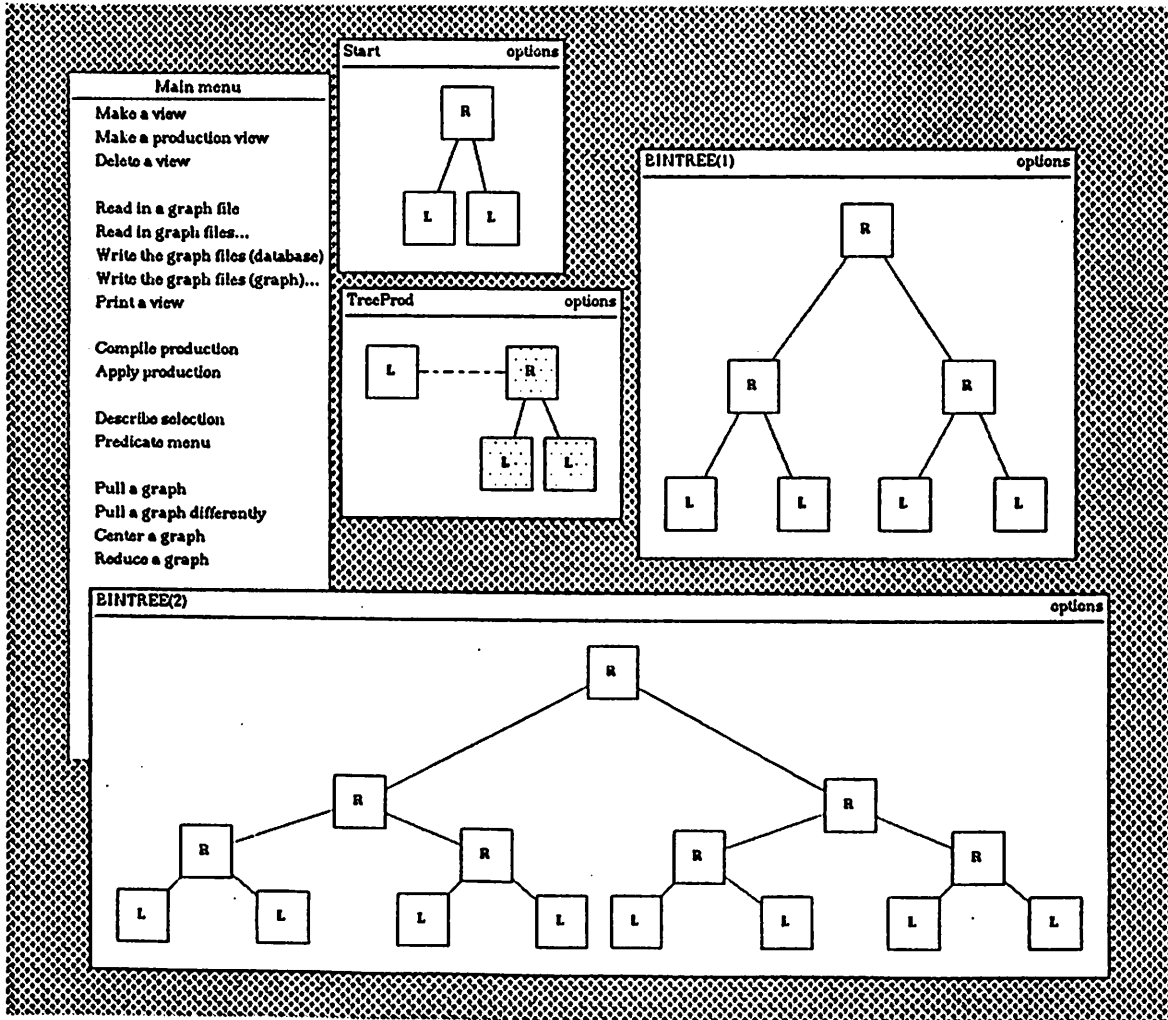 Main menu
Make a view
Make a production view
Delete a view
Read in a graph file
Read in graph files...
Write the graph files (database)
Write the graph files (graph)...
Print a view
Compile production
Apply production
Describe selection
Predicate menu
Pull a graph
Pull a graph differently
Center a graph
Reduce a graph
Start options
R
L L
TreeProd options
L R
L L
BINTREE(1) options
R
R R
L L L L
BINTREE(2) options
R
R R
R R R R
L L L L L L L L